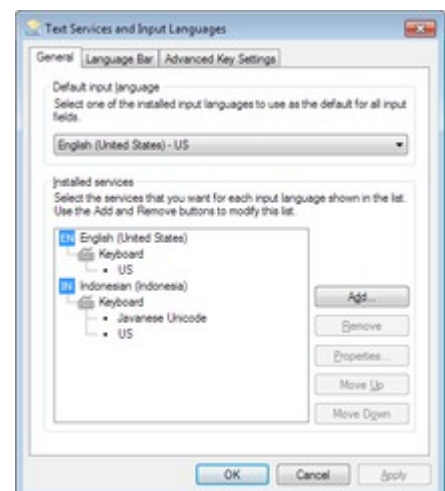 Text Services and Input Languages
General Language Bar Advanced Key Settings
Default input language
Select one of the installed input languages to use as the default for all input
fields.
English (United States) - US
Installed services
Select the services that you want for each input language shown in the list.
Use the Add and Remove buttons to modify this list.
EN English (United States)
Keyboard
US
IN Indonesian (Indonesia)
Keyboard
Javanese Unicode
US
Add...
Remove
Properties...
Move Up
Move Down
OK Cancel Apply